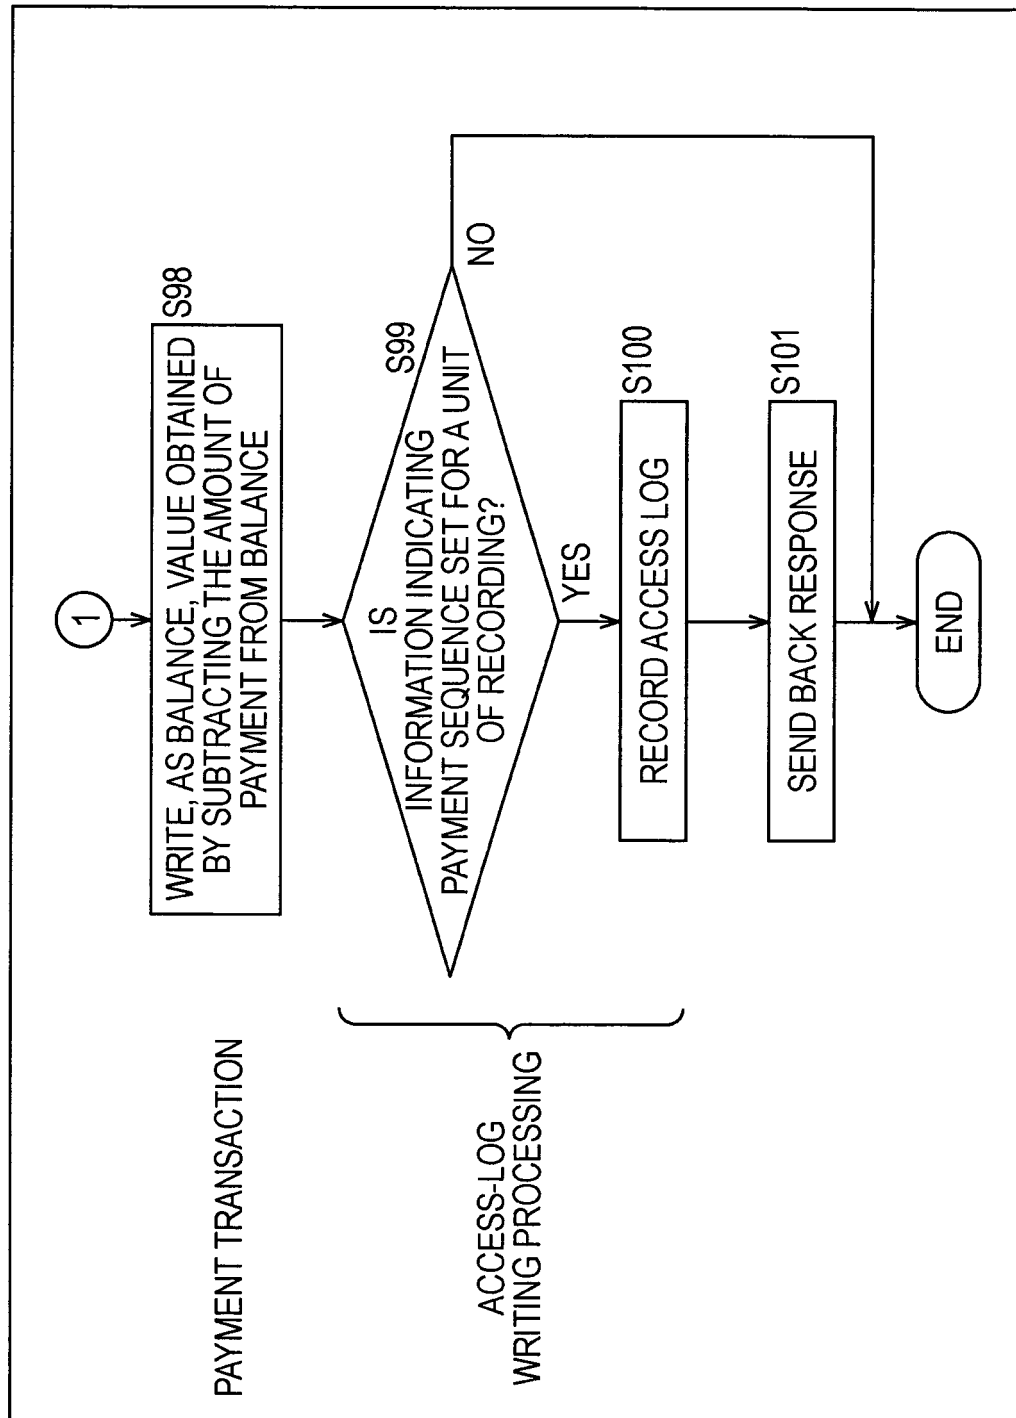 1
S98
WRITE, AS BALANCE, VALUE OBTAINED
BY SUBTRACTING THE AMOUNT OF
PAYMENT FROM BALANCE
PAYMENT TRANSACTION
S99
IS
INFORMATION INDICATING
PAYMENT SEQUENCE SET FOR A UNIT
OF RECORDING?
NO
YES
ACCESS-LOG
WRITING PROCESSING
S100
RECORD ACCESS LOG
S101
SEND BACK RESPONSE
END